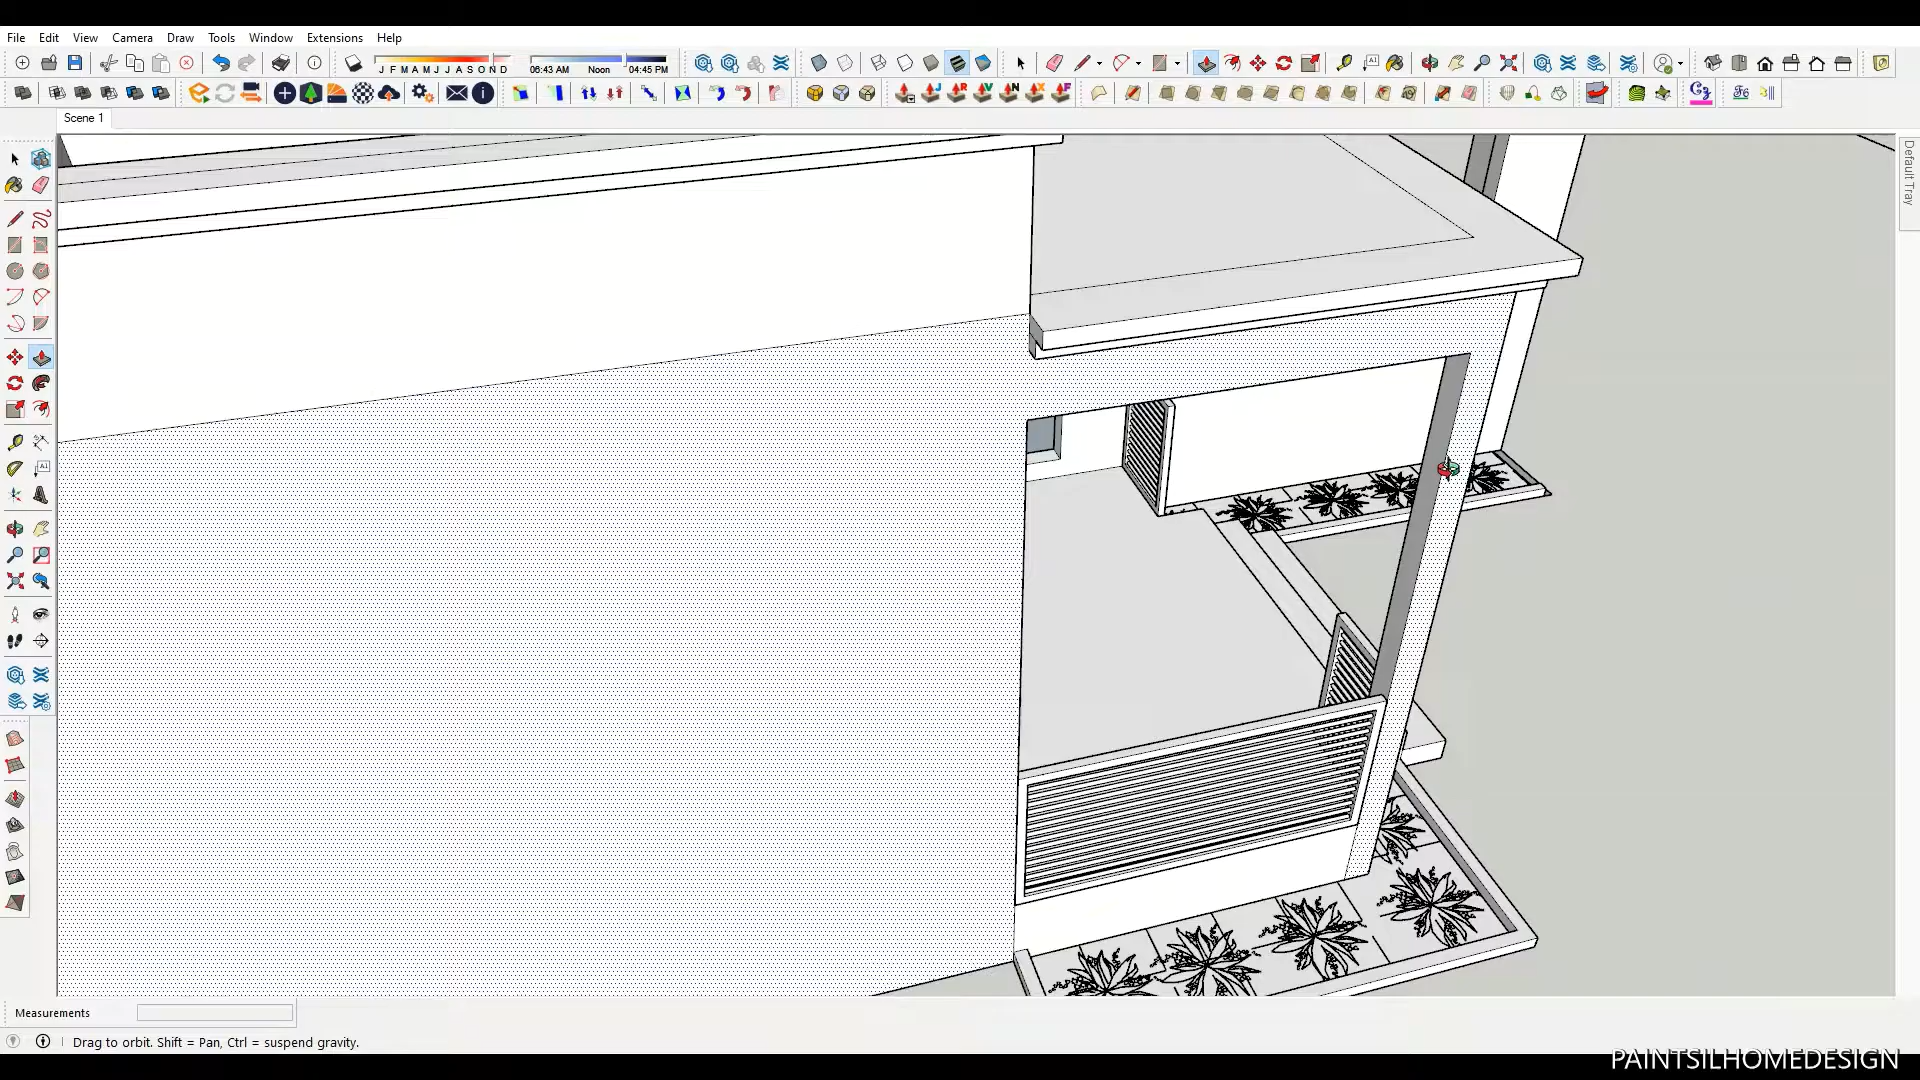 File Edit View Camera Draw Tools Window Extensions Help
J F M A M J J A S O N D 06:43 AM Noon 04:45 PM
Scene 1
Default Tray
Measurements
Drag to orbit. Shift = Pan, Ctrl = suspend gravity.
PAINTSILHOMEDESIGN